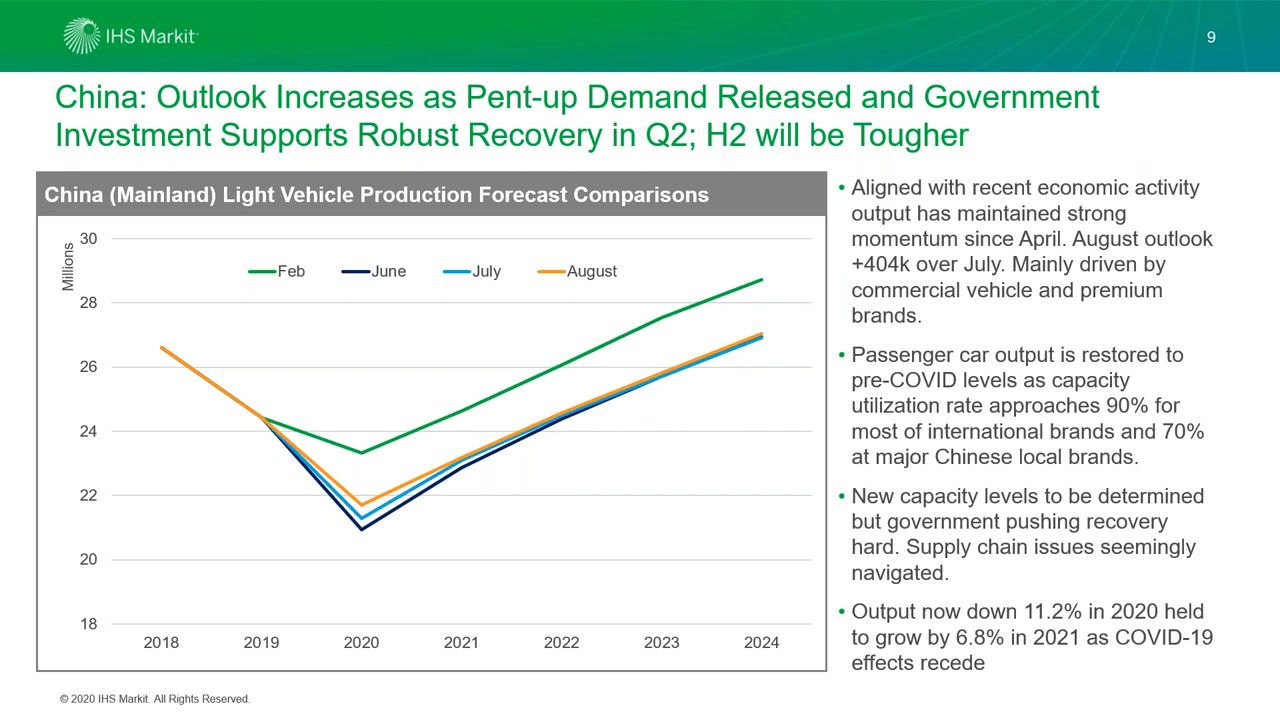 IHS Markit™
9
China: Outlook Increases as Pent-up Demand Released and Government
Investment Supports Robust Recovery in Q2; H2 will be Tougher
China (Mainland) Light Vehicle Production Forecast Comparisons
Millions
30
28
26
24
22
20
18
Feb
June
July
August
2018
2019
2020
2021
2022
2023
2024
• Aligned with recent economic activity
output has maintained strong
momentum since April. August outlook
+404k over July. Mainly driven by
commercial vehicle and premium
brands.
• Passenger car output is restored to
pre-COVID levels as capacity
utilization rate approaches 90% for
most of international brands and 70%
at major Chinese local brands.
• New capacity levels to be determined
but government pushing recovery
hard. Supply chain issues seemingly
navigated.
• Output now down 11.2% in 2020 held
to grow by 6.8% in 2021 as COVID-19
effects recede
© 2020 IHS Markit. All Rights Reserved.